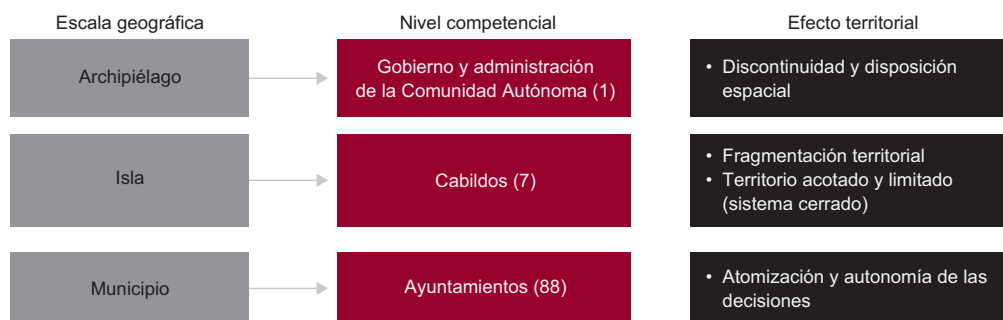 Escala geográfica
Nivel competencial
Efecto territorial
Archipiélago
Gobierno y administración
de la Comunidad Autónoma (1)
• Discontinuidad y disposición
espacial
Isla
Cabildos (7)
• Fragmentación territorial
• Territorio acotado y limitado
(sistema cerrado)
Municipio
Ayuntamientos (88)
• Atomización y autonomía de las
decisiones